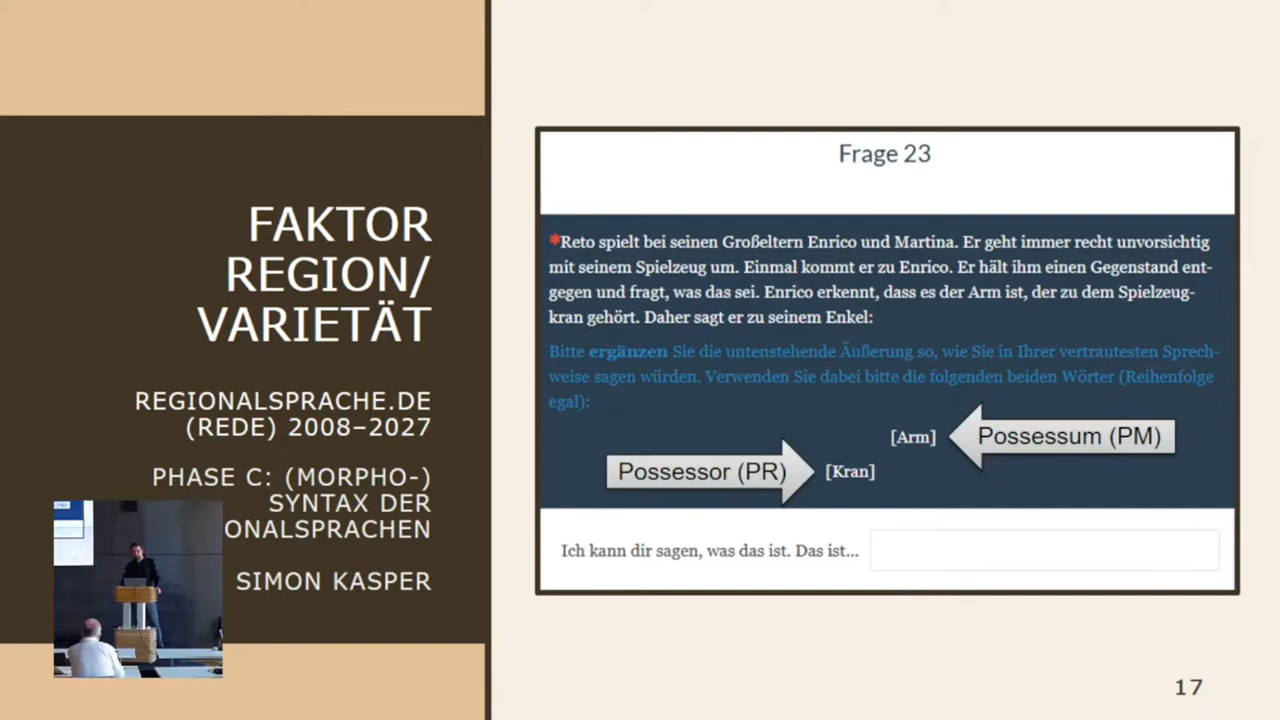 FAKTOR
REGION/
VARIETÄT
REGIONALSPRACHE.DE
(REDE) 2008–2027
PHASE C: (MORPHO-)
SYNTAX DER
ONALSPRACHEN
SIMON KASPER
Frage 23
*Reto spielt bei seinen Großeltern Enrico und Martina. Er geht immer recht unvorsichtig
mit seinem Spielzeug um. Einmal kommt er zu Enrico. Er hält ihm einen Gegenstand ent-
gegen und fragt, was das sei. Enrico erkennt, dass es der Arm ist, der zu dem Spielzeug-
kran gehört. Daher sagt er zu seinem Enkel:
Bitte ergänzen Sie die untenstehende Äußerung so, wie Sie in Ihrer vertrautesten Sprech-
weise sagen würden. Verwenden Sie dabei bitte die folgenden beiden Wörter (Reihenfolge
egal):
[Arm] Possessum (PM)
Possessor (PR) [Kran]
Ich kann dir sagen, was das ist. Das ist...
17